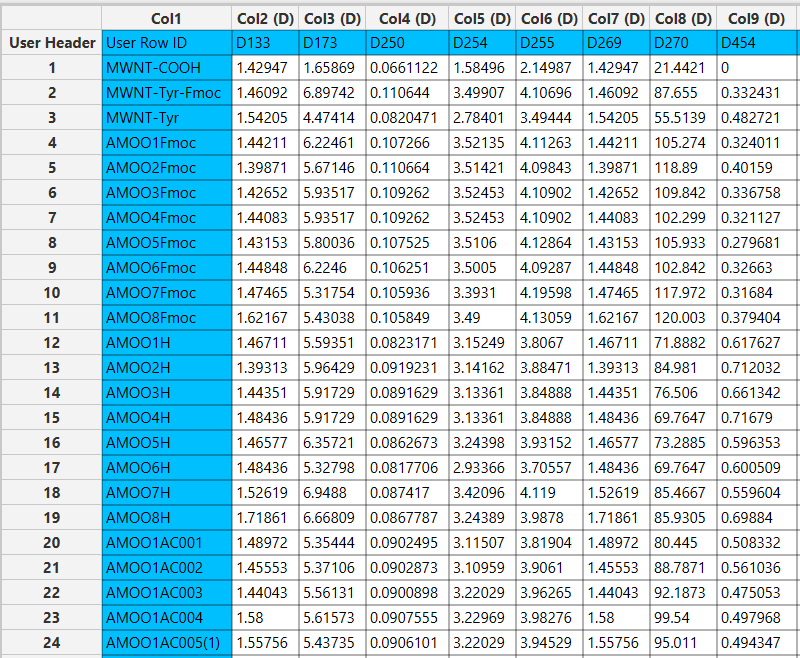 Col1 Col2 (D) Col3 (D) Col4 (D) Col5 (D) Col6 (D) Col7 (D) Col8 (D) Col9 (D)
User Header User Row ID D133 D173 D250 D254 D255 D269 D270 D454
1 MWNT-COOH 1.42947 1.65869 0.0661122 1.58496 2.14987 1.42947 21.4421 0
2 MWNT-Tyr-Fmoc 1.46092 6.89742 0.110644 3.49907 4.10696 1.46092 87.655 0.332431
3 MWNT-Tyr 1.54205 4.47414 0.0820471 2.78401 3.49444 1.54205 55.5139 0.482721
4 AMOO1Fmoc 1.44211 6.22461 0.107266 3.52135 4.11263 1.44211 105.274 0.324011
5 AMOO2Fmoc 1.39871 5.67146 0.110664 3.51421 4.09843 1.39871 118.89 0.40159
6 AMOO3Fmoc 1.42652 5.93517 0.109262 3.52453 4.10902 1.42652 109.842 0.336758
7 AMOO4Fmoc 1.44083 5.93517 0.109262 3.52453 4.10902 1.44083 102.299 0.321127
8 AMOO5Fmoc 1.43153 5.80036 0.107525 3.5106 4.12864 1.43153 105.933 0.279681
9 AMOO6Fmoc 1.44848 6.2246 0.106251 3.5005 4.09287 1.44848 102.842 0.32663
10 AMOO7Fmoc 1.47465 5.31754 0.105936 3.3931 4.19598 1.47465 117.972 0.31684
11 AMOO8Fmoc 1.62167 5.43038 0.105849 3.49 4.13059 1.62167 120.003 0.379404
12 AMOO1H 1.46711 5.59351 0.0823171 3.15249 3.8067 1.46711 71.8882 0.617627
13 AMOO2H 1.39313 5.96429 0.0919231 3.14162 3.88471 1.39313 84.981 0.712032
14 AMOO3H 1.44351 5.91729 0.0891629 3.13361 3.84888 1.44351 76.506 0.661342
15 AMOO4H 1.48436 5.91729 0.0891629 3.13361 3.84888 1.48436 69.7647 0.71679
16 AMOO5H 1.46577 6.35721 0.0862673 3.24398 3.93152 1.46577 73.2885 0.596353
17 AMOO6H 1.48436 5.32798 0.0817706 2.93366 3.70557 1.48436 69.7647 0.600509
18 AMOO7H 1.52619 6.9488 0.087417 3.42096 4.119 1.52619 85.4667 0.559604
19 AMOO8H 1.71861 6.66809 0.0867787 3.24389 3.9878 1.71861 85.9305 0.69884
20 AMOO1AC001 1.48972 5.35444 0.0902495 3.11507 3.81904 1.48972 80.445 0.508332
21 AMOO1AC002 1.45553 5.37106 0.0902873 3.10959 3.9061 1.45553 88.7871 0.561036
22 AMOO1AC003 1.44043 5.56131 0.0900898 3.22029 3.96265 1.44043 92.1873 0.475053
23 AMOO1AC004 1.58 5.61573 0.0907555 3.22969 3.98276 1.58 99.54 0.497968
24 AMOO1AC005(1) 1.55756 5.43735 0.0906101 3.22029 3.94529 1.55756 95.011 0.494347